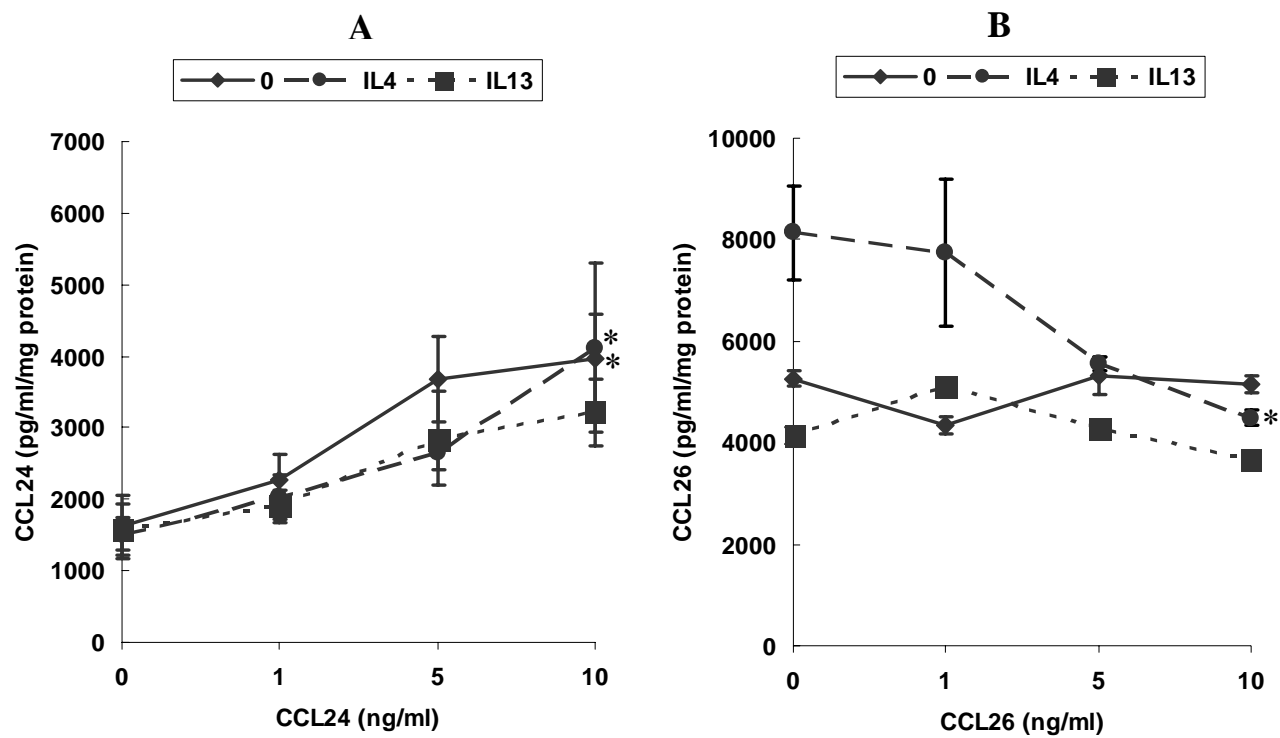 A
0 IL4 IL13
7000
6000
5000
4000
3000
2000
1000
0
CCL24 (pg/ml/mg protein)
*
*
0 1 5 10
CCL24 (ng/ml)
B
0 IL4 IL13
10000
8000
6000
4000
2000
0
CCL26 (pg/ml/mg protein)
*
0 1 5 10
CCL26 (ng/ml)